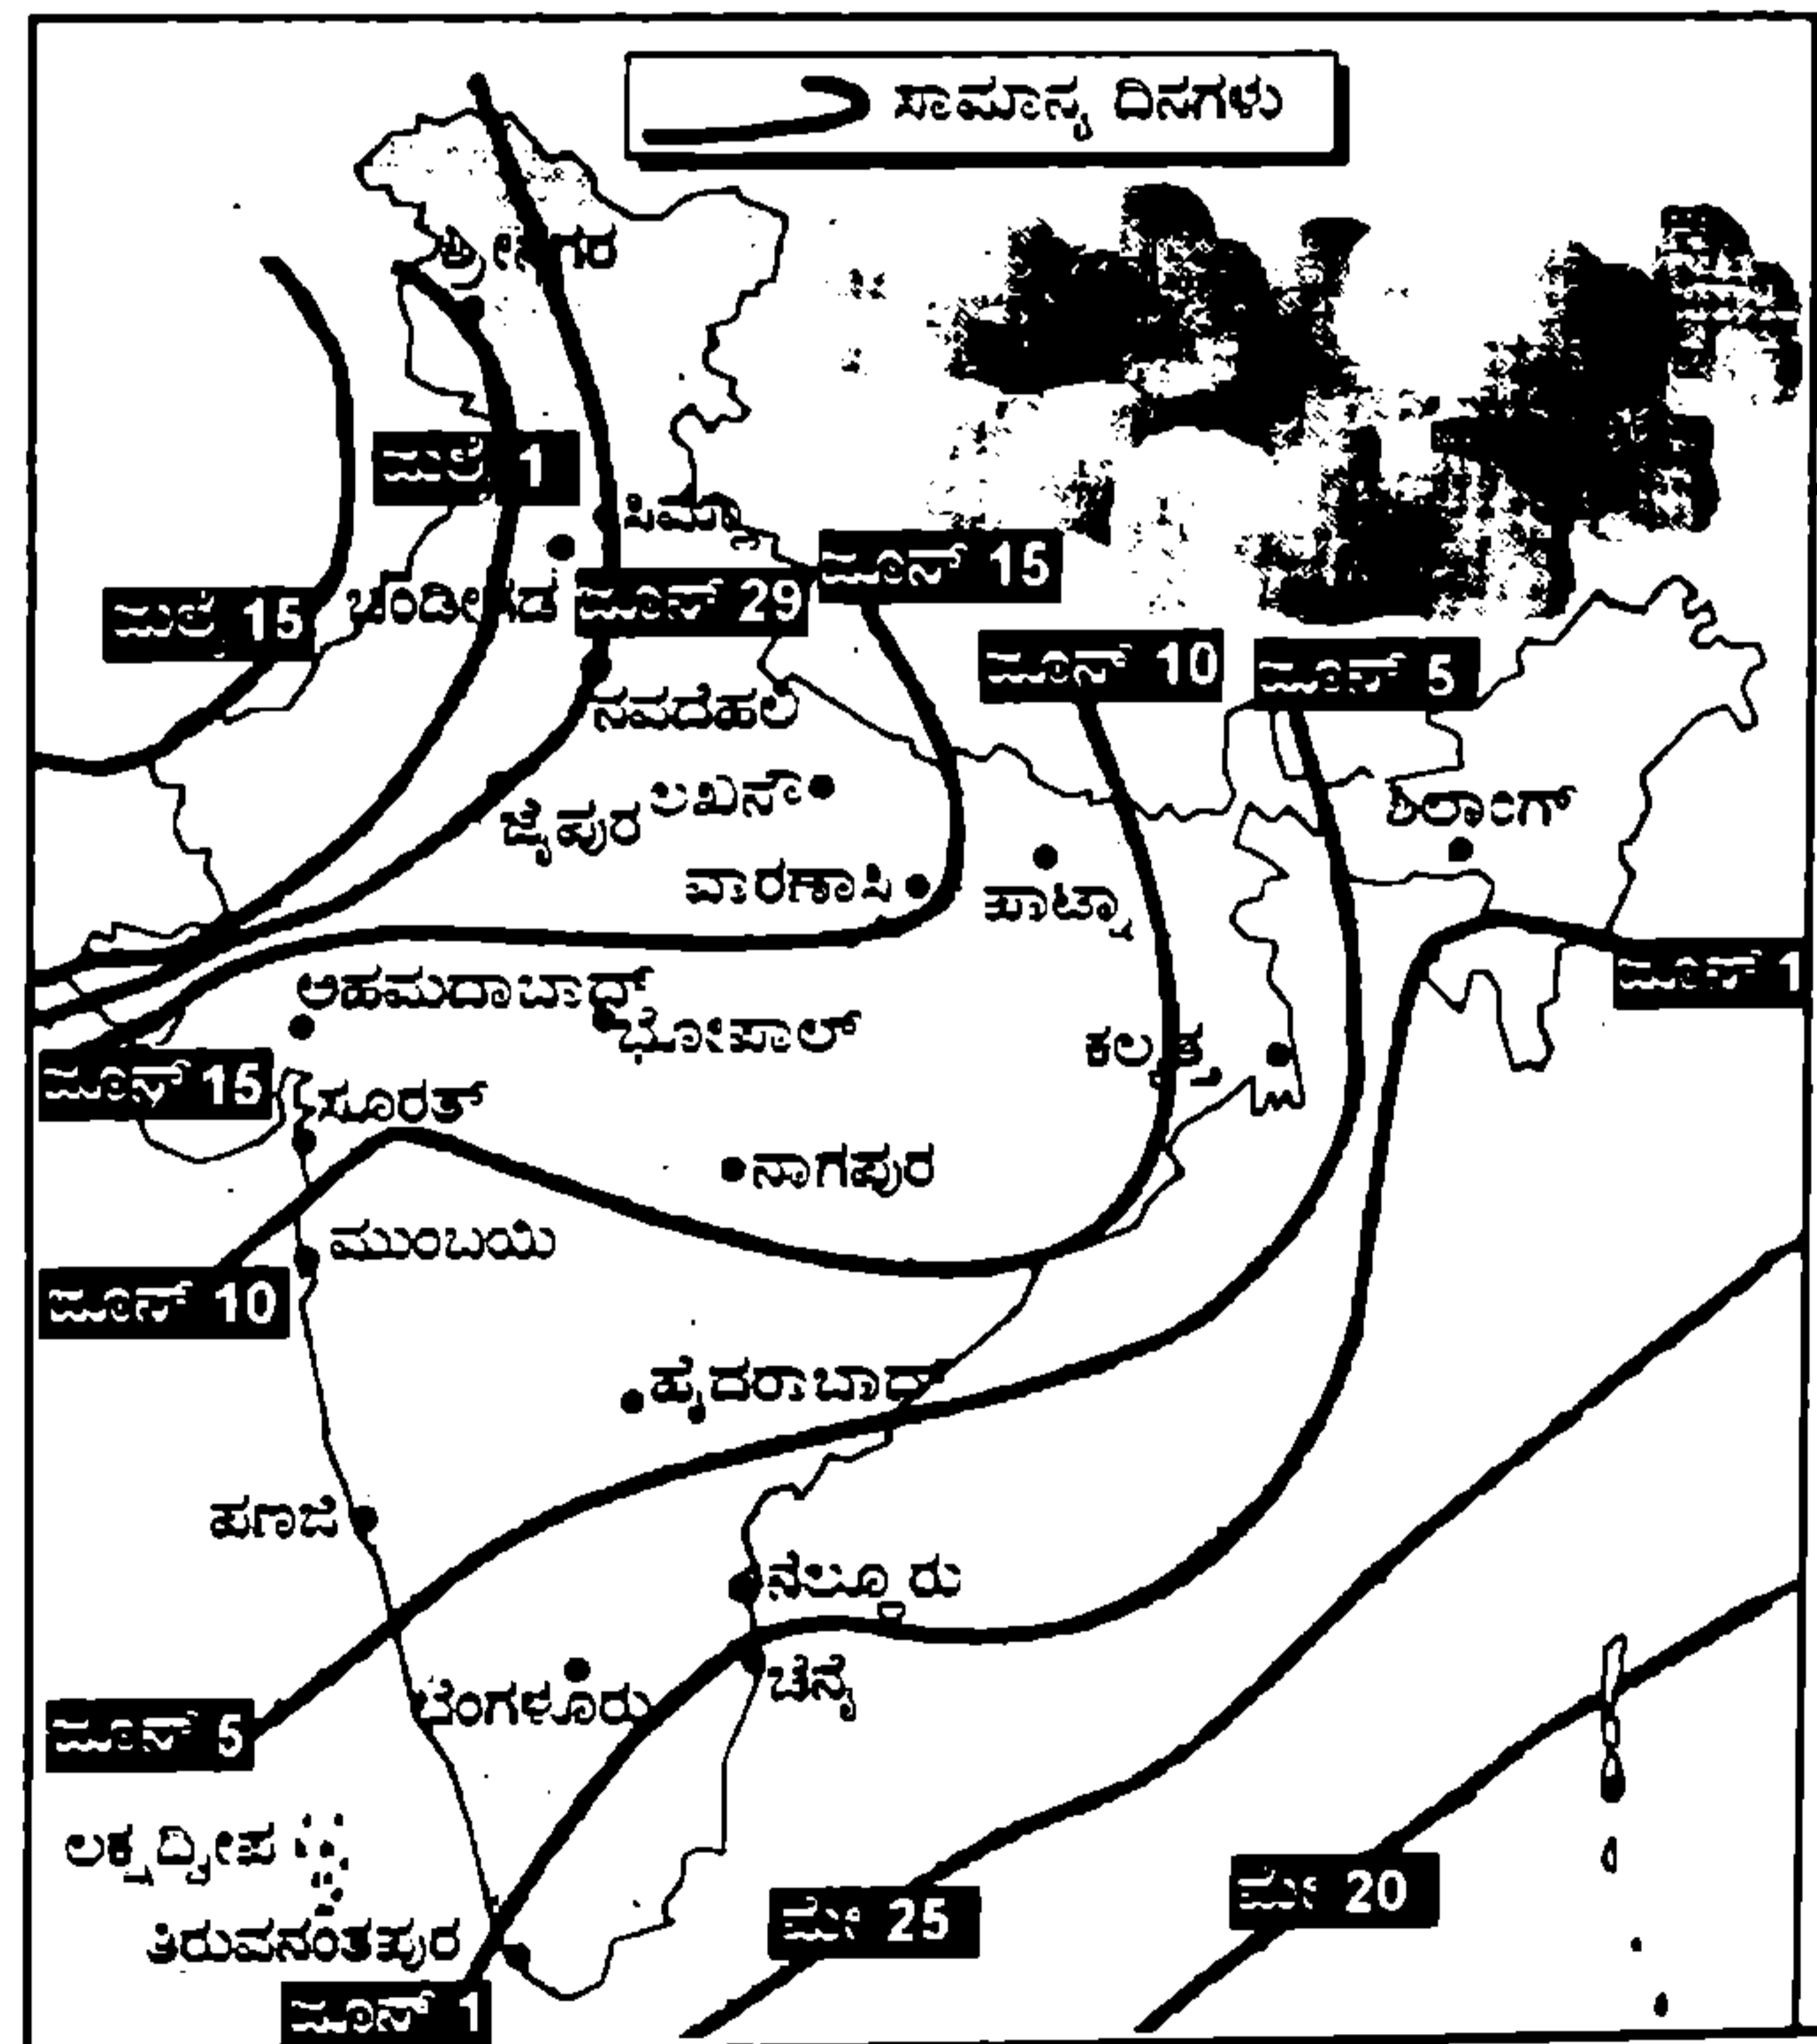 ಸಾಮಾನ್ಯ ದಿನಗಳು
ಶ್ರೀನಗರ
1
ಸಿಮ್ಲಾ
ಜೂನ್ 15
15
ಚಂಡೀಗಡ
ಜೂನ್ 29
ಜೂನ್ 10
ಜೂನ್ 5
ನವದೆಹಲಿ
ಜೈಪುರ
ಲಖನೌ
ಶಿಲಾಂಗ್
ವಾರಣಾಸಿ
ಪಾಟ್ನಾ
ಜೂನ್ 1
ಅಹಮದಾಬಾದ್
ಭೋಪಾಲ್
ಕಲ್ಕತ್ತ
ಜೂನ್ 15
ಸೂರತ್
ನಾಗಪುರ
ಮುಂಬಯಿ
ಜೂನ್ 10
ಹೈದರಾಬಾದ್
ಪಣಜಿ
ನೆಲ್ಲೂರು
ಚೆನ್ನೈ
ಬೆಂಗಳೂರು
ಜೂನ್ 5
ಲಕ್ಷದ್ವೀಪ
ಮೇ 20
ಮೇ 25
ತಿರುವನಂತಪುರ
ಜೂನ್ 1